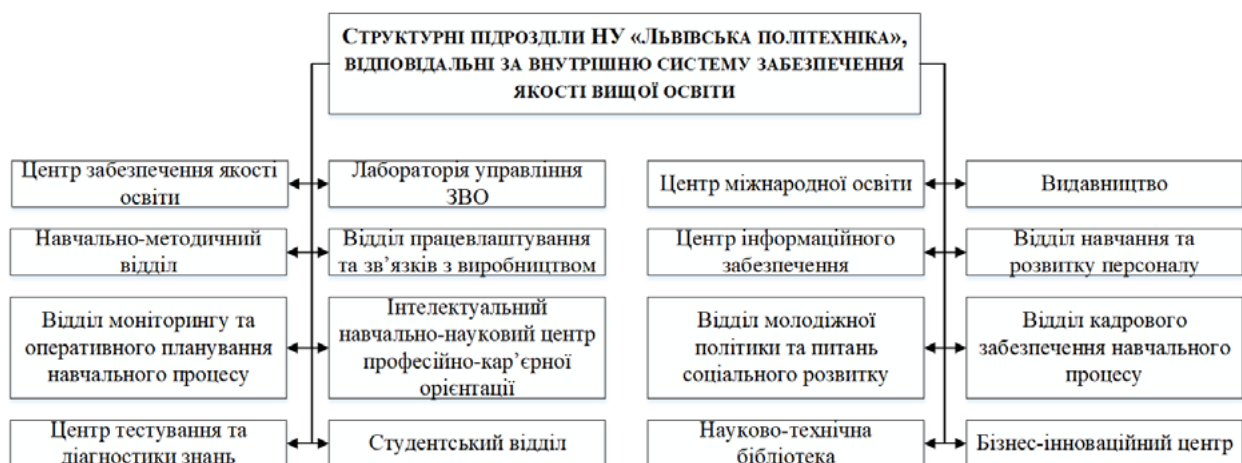 СТРУКТУРНІ ПІДРОЗДІЛИ НУ «ЛЬВІВСЬКА ПОЛІТЕХНІКА»,
ВІДПОВІДАЛЬНІ ЗА ВНУТРІШНЮ СИСТЕМУ ЗАБЕЗПЕЧЕННЯ
ЯКОСТІ ВИЩОЇ ОСВІТИ
Центр забезпечення якості
освіти
Лабораторія управління
ЗВО
Центр міжнародної освіти
Видавництво
Навчально-методичний
відділ
Відділ працевлаштування
та зв’язків з виробництвом
Центр інформаційного
забезпечення
Відділ навчання та
розвитку персоналу
Відділ моніторингу та
оперативного планування
навчального процесу
Інтелектуальний
навчально-науковий центр
професійно-кар’єрної
орієнтації
Відділ молодіжної
політики та питань
соціального розвитку
Відділ кадрового
забезпечення навчального
процесу
Центр тестування та
діагностики знань
Студентський відділ
Науково-технічна
бібліотека
Бізнес-інноваційний центр